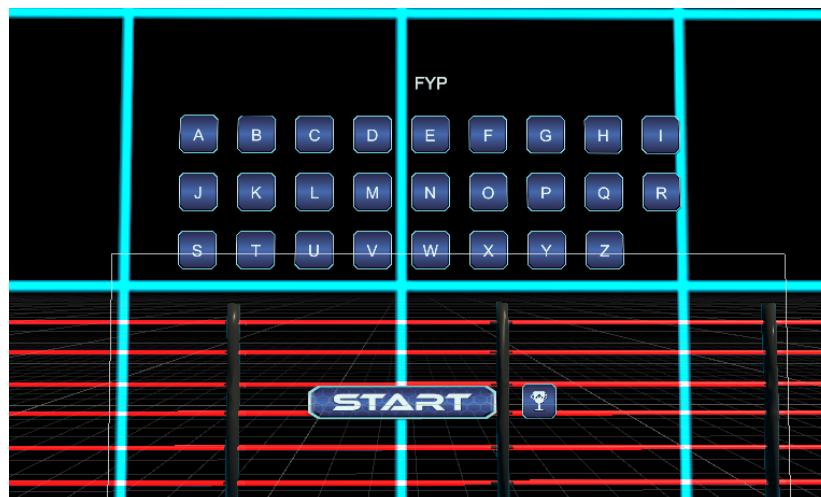 FYP
A B C D E F G H I
J K L M N O P Q R
S T U V W X Y Z
START